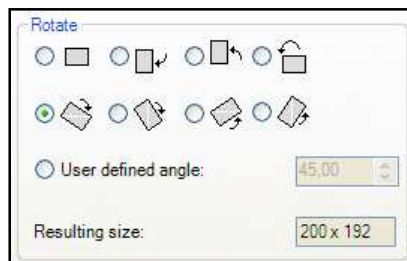 Rotate
User defined angle: 45.00
Resulting size: 200 x 192